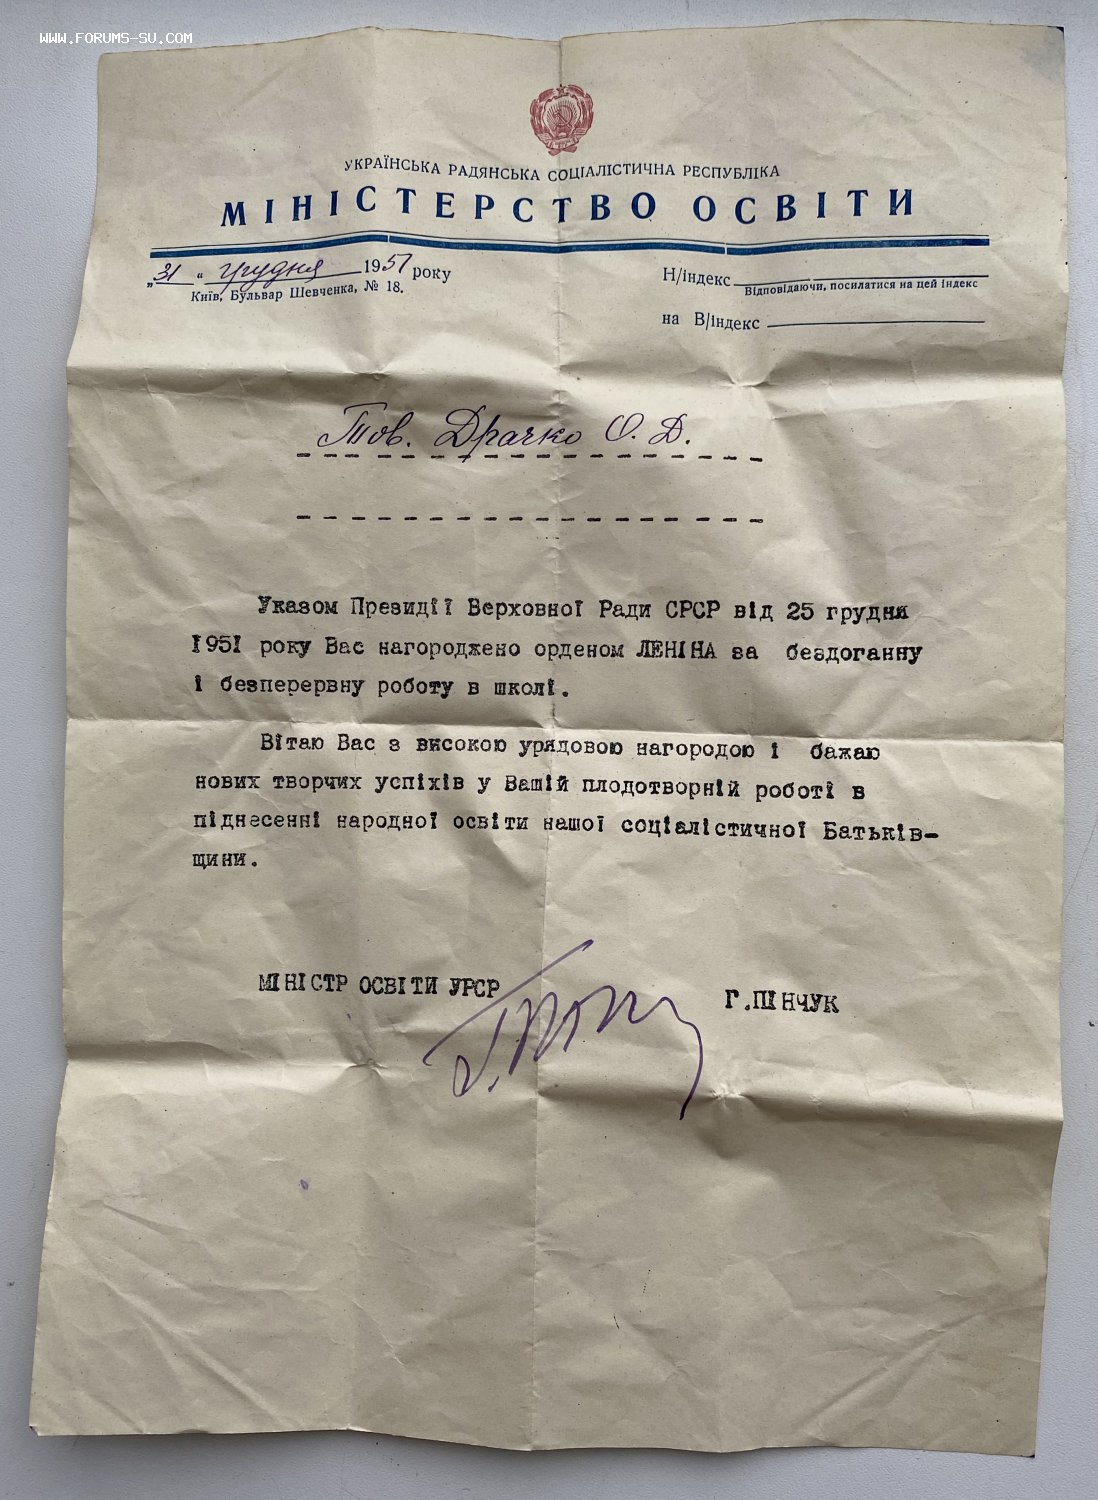 WWW.FORUMS-SU.COM
УКРАЇНСЬКА РАДЯНСЬКА СОЦІАЛІСТИЧНА РЕСПУБЛІКА
МІНІСТЕРСТВО ОСВІТИ
„31“ грудня 1951 року
Київ, Бульвар Шевченка, № 18.
Н/індекс
Відповідаючи, посилатися на цей індекс
на В/індекс
Тов. Драчко О. Д.
Указом Президії Верховної Ради СРСР від 25 грудня
1951 року Вас нагороджено орденом ЛЕНІНА за бездоганну
і безперервну роботу в школі.
Вітаю Вас з високою урядовою нагородою і бажаю
нових творчих успіхів у Вашій плодотворній роботі в
піднесенні народної освіти нашої соціалістичної Батьків-
щини.
МІНІСТР ОСВІТИ УРСР
Г.ПІНЧУК